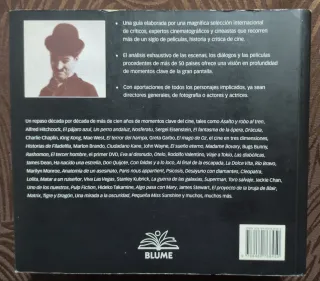 • Una guía elaborada por una magnífica selección internacional
de críticos, expertos cinematográficos y cineastas que recorren
más de un siglo de películas, historia y crítica de cine.
• El análisis exhaustivo de las escenas, los diálogos y las películas
procedentes de más de 50 países ofrece una visión en profundidad
de momentos clave de la gran pantalla.
• Con aportaciones de todos los personajes implicados, ya sean
directores generales, de fotografía o actores y actrices.
Un repaso década por década de más de cien años de momentos clave del cine, tales como Asalto y robo al tren,
Alfred Hitchcock, El pájaro azul, Un perro andaluz, Nosferatu, Sergei Eisenstein, El fantasma de la ópera, Drácula,
Charlie Chaplin, King Kong, Mae West, El terror del hampa, Greta Garbo, El mago de Oz, el cine en tres dimensiones,
Historias de Filadelfia, Marlon Brando, Ciudadano Kane, John Wayne, El sueño eterno, Madame Bovary, Bugs Bunny,
Rashomon, El tercer hombre, el primer DVD, Eva al desnudo, Otelo, Rodolfo Valentino, Viaje a Tokio, Las diabólicas,
James Dean, Ha nacido una estrella, Don Quijote, Con faldas y a lo loco, Al final de la escapada, La Dolce Vita, Río Bravo,
Marilyn Monroe, Anatomía de un asesinato, Paris nous appartient, Psicosis, Desayuno con diamantes, Cleopatra,
Lolita, Matar a un ruiseñor, Viva Las Vegas, Stanley Kubrick, La guerra de las galaxias, Superman, Toro salvaje, Jackie Chan,
Uno de los nuestros, Pulp Fiction, Hideko Takamine, Algo pasa con Mary, James Stewart, El proyecto de la bruja de Blair,
Matrix, Tigre y Dragón, Una mirada a la oscuridad, Pequeña Miss Sunshine y muchos, muchos más.
BLUME